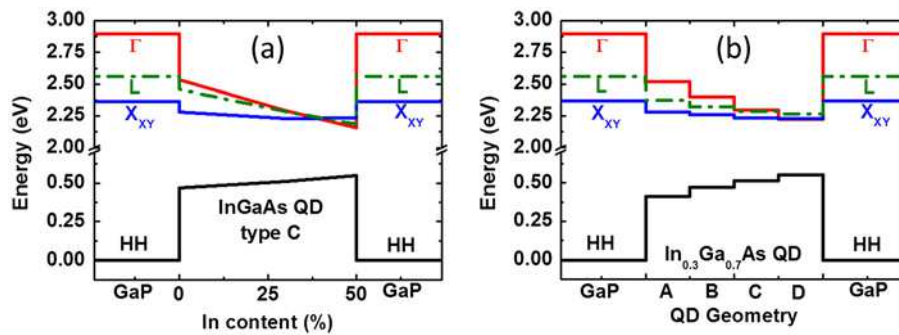 3.00
2.75
2.50
2.25
2.00
0.50
0.25
0.00
Energy (eV)
(a)
Γ
Γ
L
L
X_XY
X_XY
InGaAs QD
type C
HH
HH
GaP
0
25
50
GaP
In content (%)
3.00
2.75
2.50
2.25
2.00
0.50
0.25
0.00
Energy (eV)
(b)
Γ
Γ
L
L
X_XY
X_XY
HH
HH
In0.3Ga0.7As QD
GaP
A
B
C
D
GaP
QD Geometry